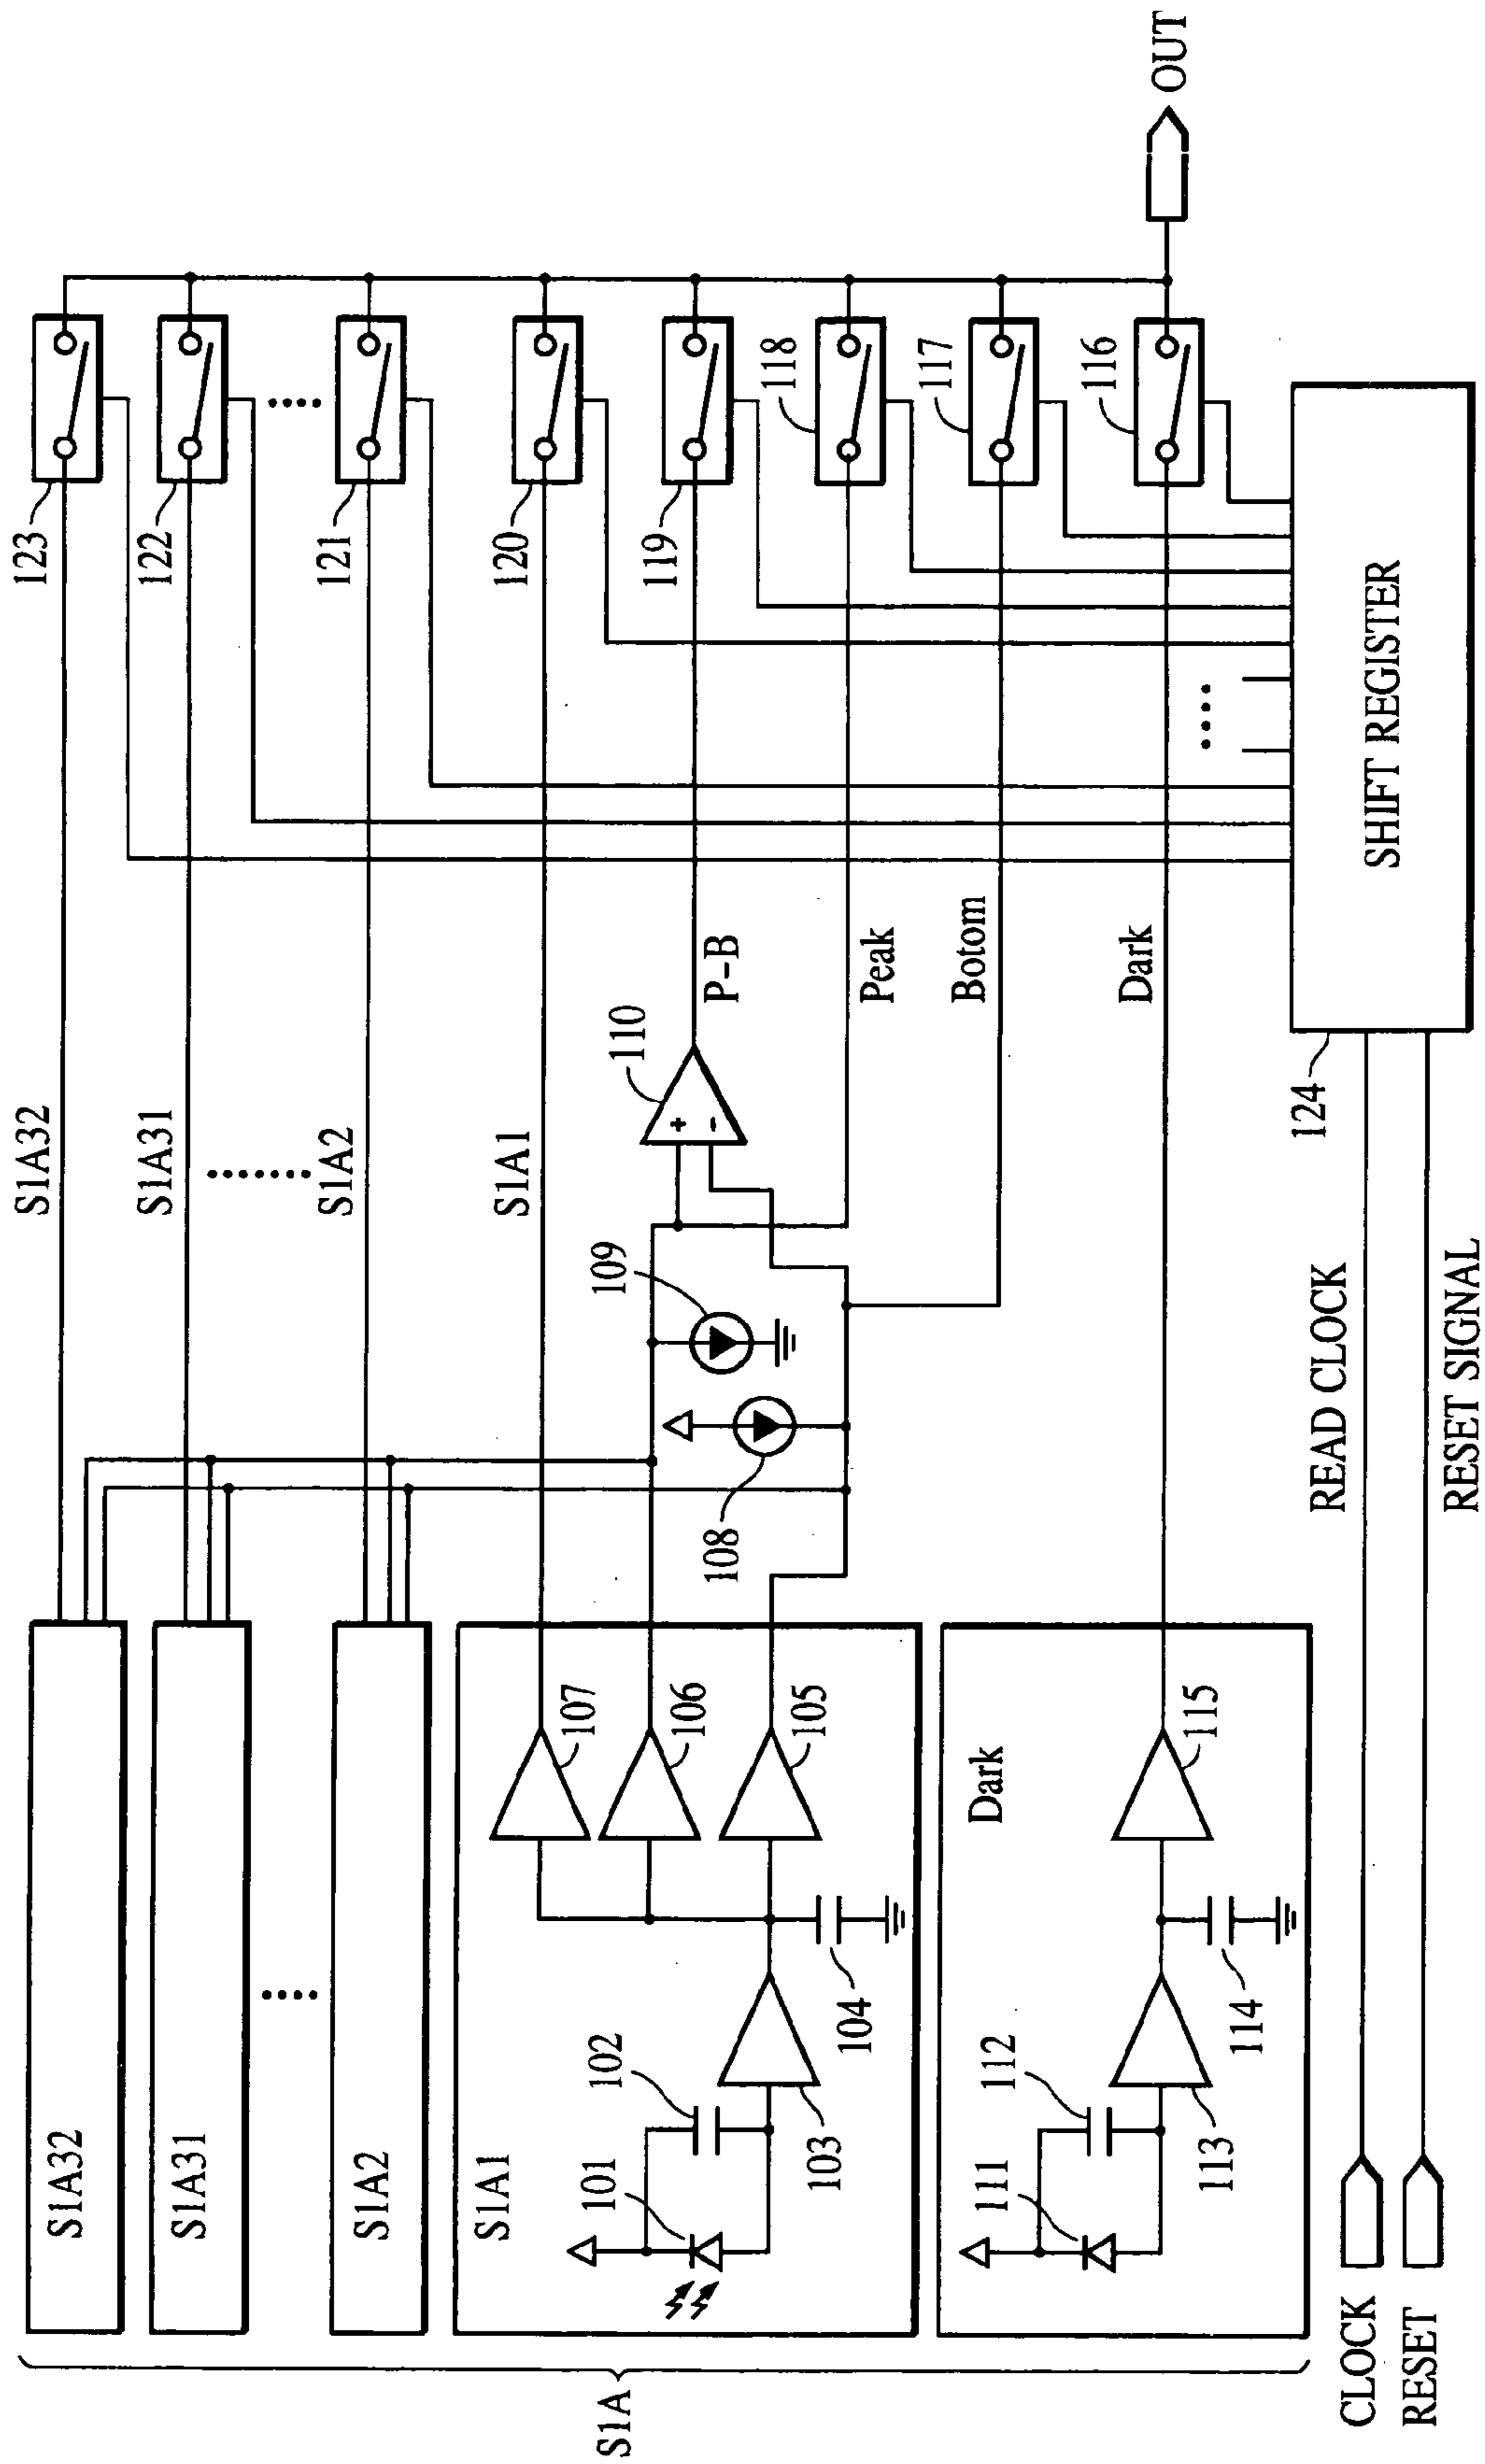 S1A
S1A32
S1A31
S1A2
S1A1
101
102
103
104
105
106
107
Dark
111
112
113
114
115
S1A32
S1A31
S1A2
S1A1
108
109
110
P-B
Peak
Botom
Dark
123
122
121
120
119
118
117
116
OUT
CLOCK
RESET
READ CLOCK
RESET SIGNAL
124
SHIFT REGISTER